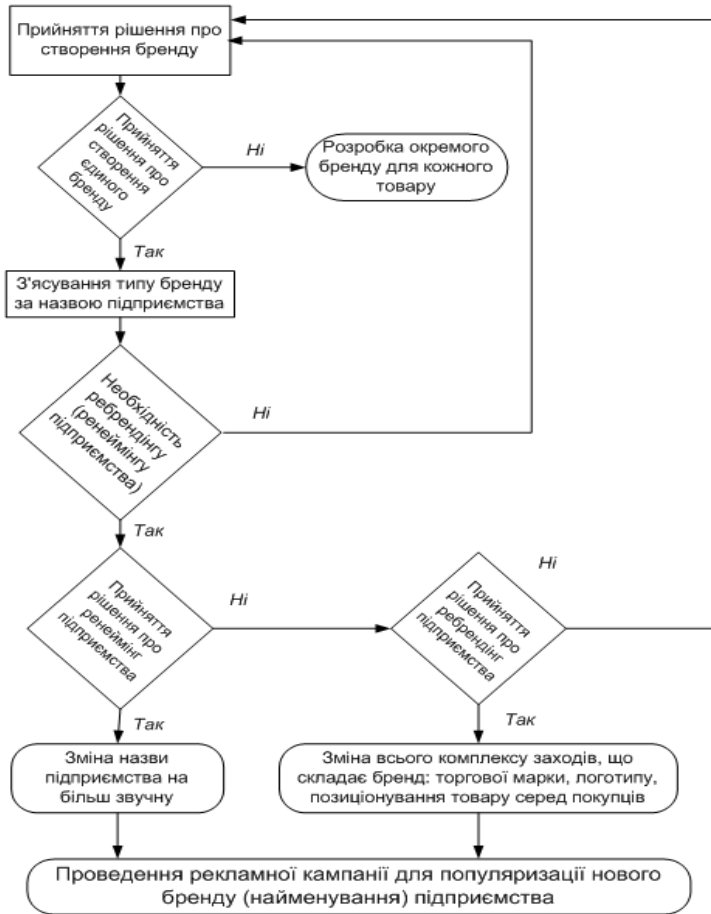 Прийняття рішення про
створення бренду
Прийняття
рішення про
створення
єдиного
бренду
Ні
Розробка окремого
бренду для кожного
товару
Так
З'ясування типу бренду
за назвою підприємства
Необхідність
ребрендінгу
(ренеймінгу
підприємства)
Ні
Так
Прийняття
рішення про
ренеймінг
підприємства
Ні
Прийняття
рішення про
ребрендінг
підприємства
Ні
Так
Так
Зміна назви
підприємства на
більш звучну
Зміна всього комплексу заходів, що
складає бренд: торгової марки, логотипу,
позиціонування товару серед покупців
Проведення рекламної кампанії для популяризації нового
бренду (найменування) підприємства